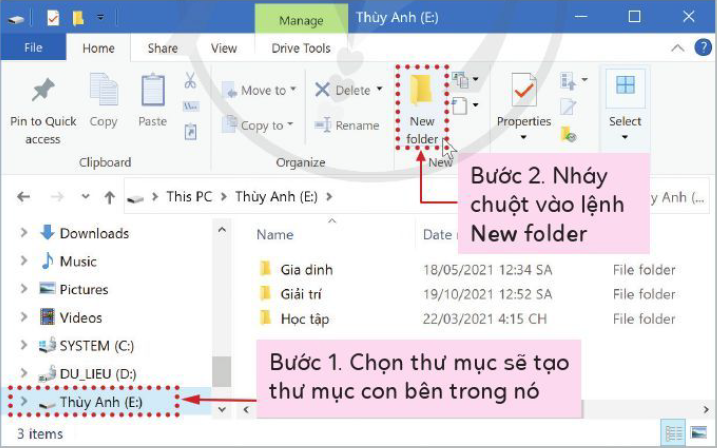 Manage Thùy Anh (E:)
File Home Share View Drive Tools
Pin to Quick access
Copy
Paste
Clipboard
Move to
Copy to
Delete
Rename
Organize
New folder
New
Properties
Select
Bước 2. Nháy
chuột vào lệnh
New folder
This PC > Thùy Anh (E:) >
Downloads
Music
Pictures
Videos
SYSTEM (C:)
DU_LIEU (D:)
Thùy Anh (E:)
Name Date
Gia dinh 18/05/2021 12:34 SA File folder
Giải trí 19/10/2021 12:52 SA File folder
Học tập 22/03/2021 4:15 CH File folder
Bước 1. Chọn thư mục sẽ tạo
thư mục con bên trong nó
3 items